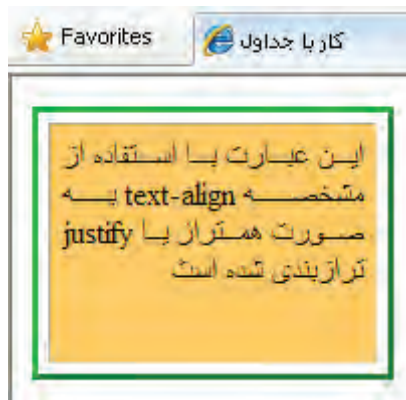 Favorites
کار با جداول
این عبارت با استفاده از
مشخصه text-align به
صورت همتراز یا justify
ترازبندی شده است